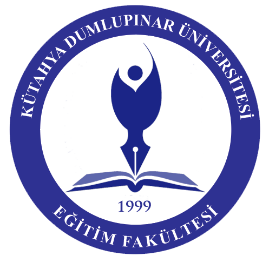 KÜTAHYA DUMLUPINAR ÜNİVERSİTESİ
1999
EĞİTİM FAKÜLTESİ